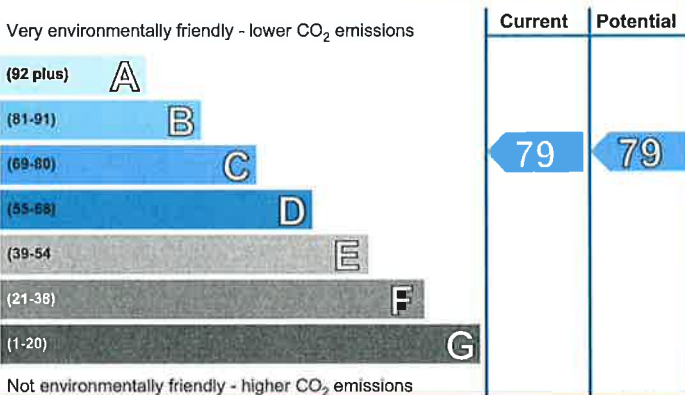 Very environmentally friendly - lower CO₂ emissions
Current Potential
(92 plus) A
(81-91) B
(69-80) C
79 79
(55-68) D
(39-54 E
(21-38) F
(1-20) G
Not environmentally friendly - higher CO₂ emissions